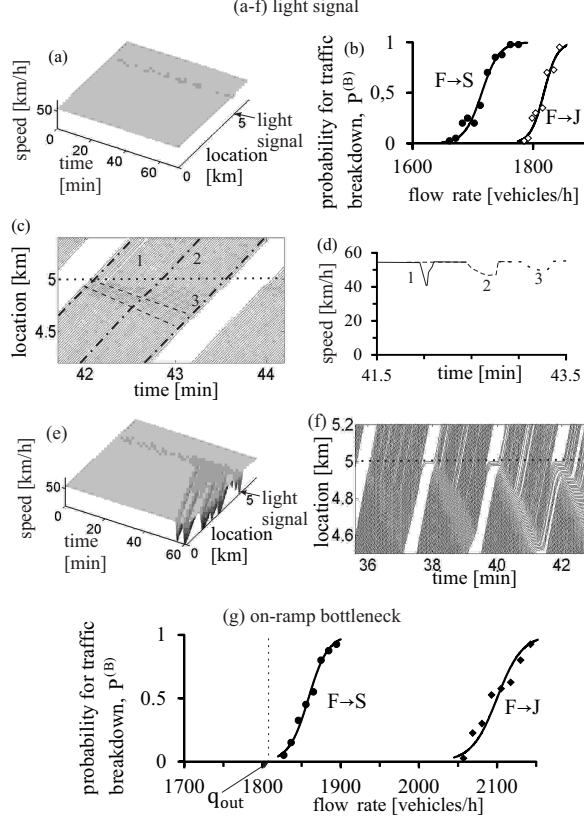 (a-f) light signal
(a)
speed [km/h]
50
0
0
20
40
60
time
[min]
0
5
location
[km]
light
signal
(b)
probability for traffic
breakdown, P(B)
1
0,5
0
F→S
F→J
1600
1800
flow rate [vehicles/h]
(c)
location [km]
5
4.5
1
2
3
42
43
44
time [min]
(d)
speed [km/h]
60
40
20
0
1
2
3
41.5
time [min]
43.5
(e)
speed [km/h]
50
0
0
20
40
60
time
[min]
0
5
location
[km]
light
signal
(f)
location [km]
5.2
5
4.8
4.6
36
38
40
42
time [min]
(g) on-ramp bottleneck
probability for traffic
breakdown, P(B)
1
0.5
0
F→S
F→J
1700
1800
1900
2000
2100
qout
flow rate [vehicles/h]